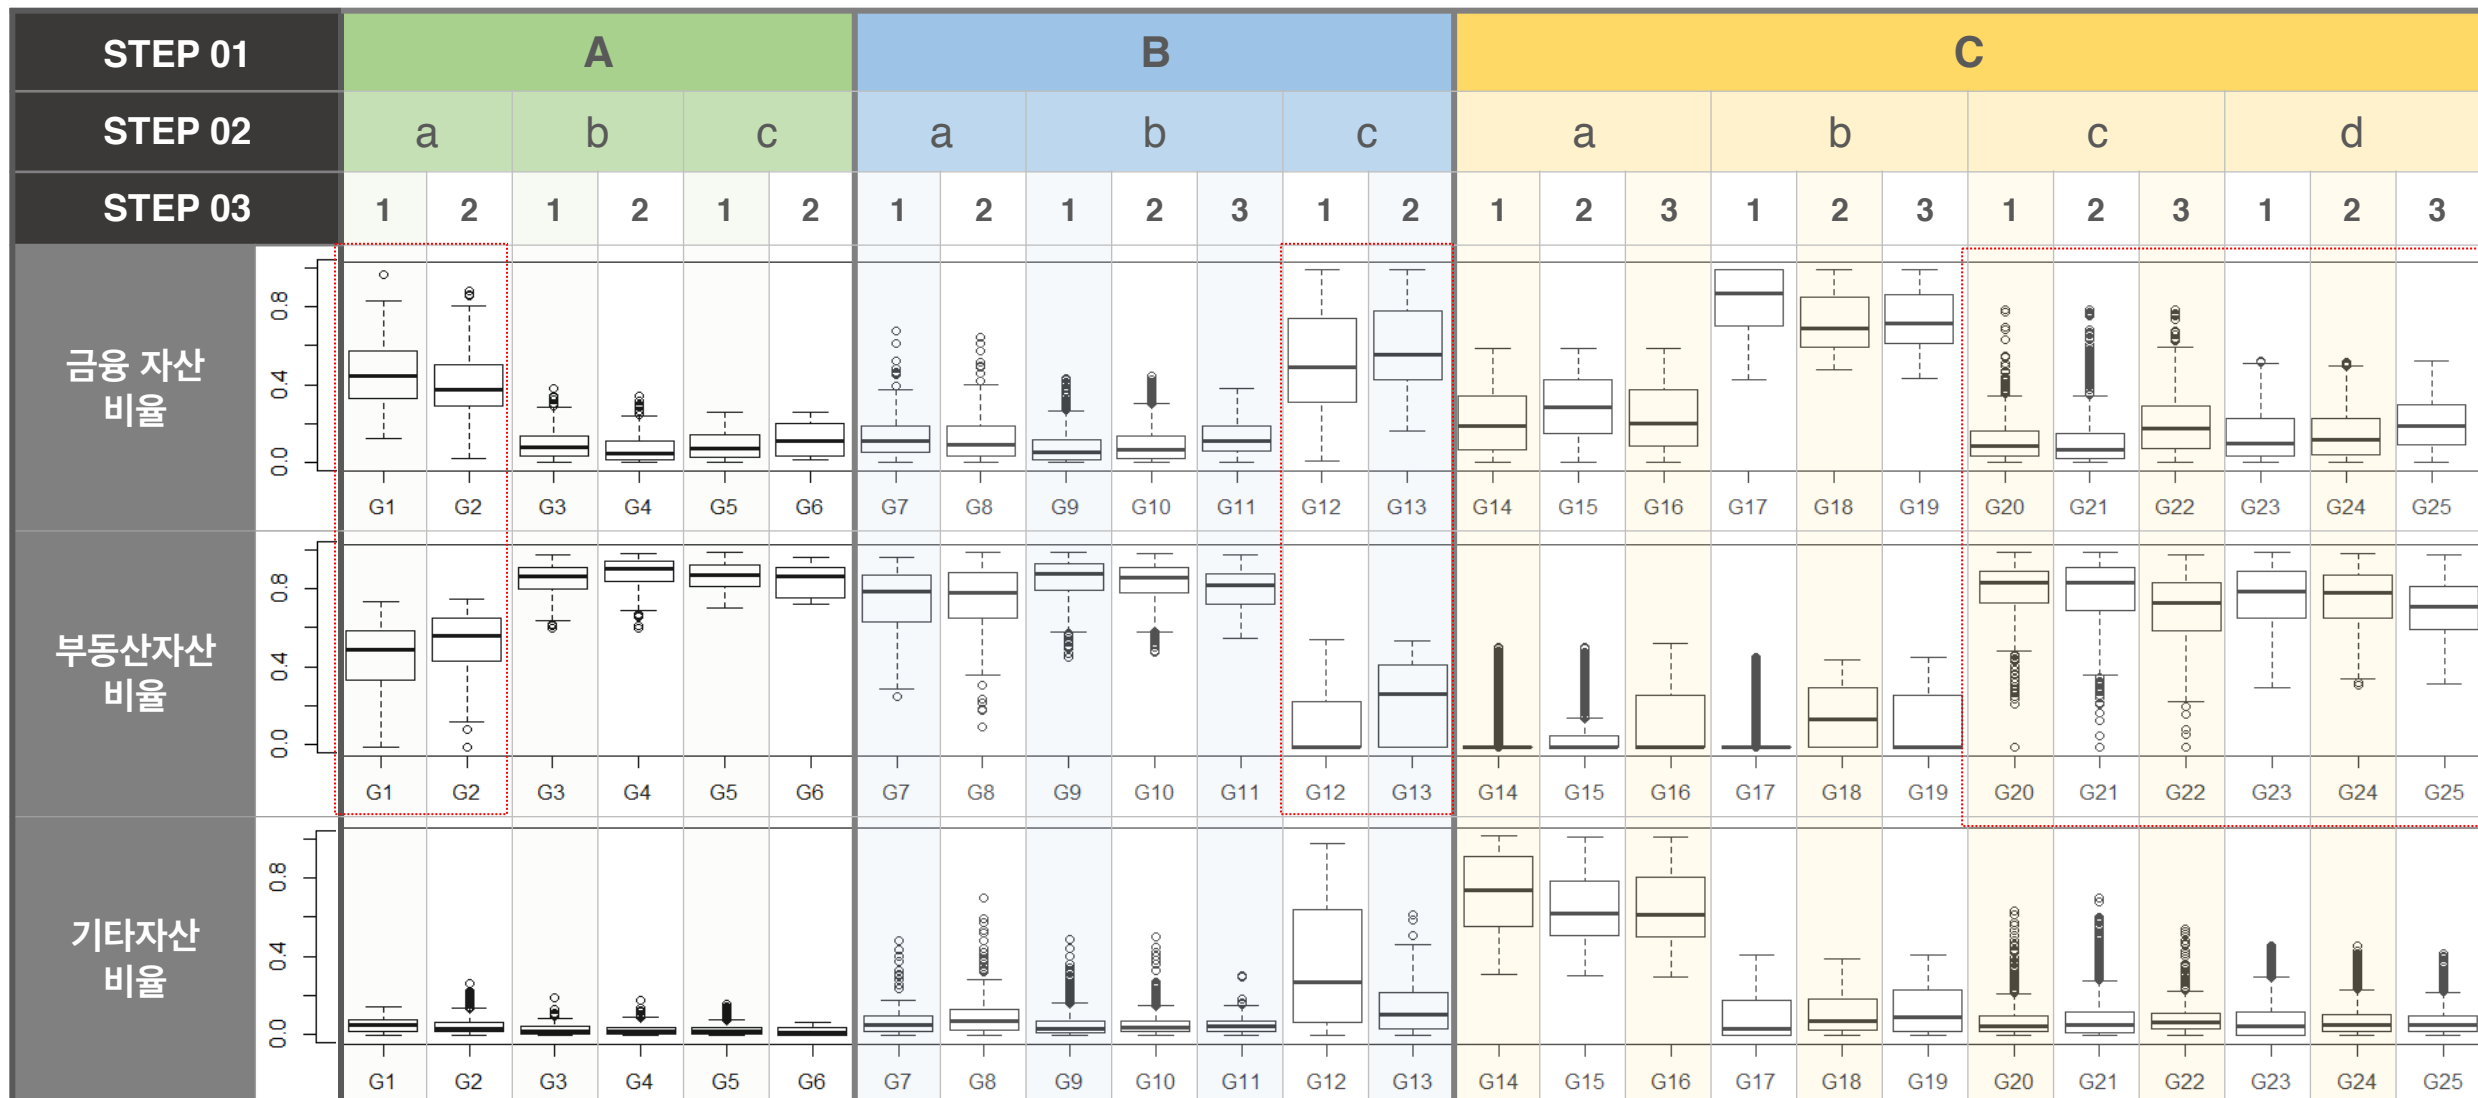 STEP 01 A B C
STEP 02 a b c a b c a b c d
STEP 03 1 2 1 2 1 2 1 2 1 2 3 1 2 1 2 3 1 2 3 1 2 3 1 2 3
금융 자산
비율
0.8
0.4
0.0
G1 G2 G3 G4 G5 G6 G7 G8 G9 G10 G11 G12 G13 G14 G15 G16 G17 G18 G19 G20 G21 G22 G23 G24 G25
부동산자산
비율
0.8
0.4
0.0
G1 G2 G3 G4 G5 G6 G7 G8 G9 G10 G11 G12 G13 G14 G15 G16 G17 G18 G19 G20 G21 G22 G23 G24 G25
기타자산
비율
0.8
0.4
0.0
G1 G2 G3 G4 G5 G6 G7 G8 G9 G10 G11 G12 G13 G14 G15 G16 G17 G18 G19 G20 G21 G22 G23 G24 G25